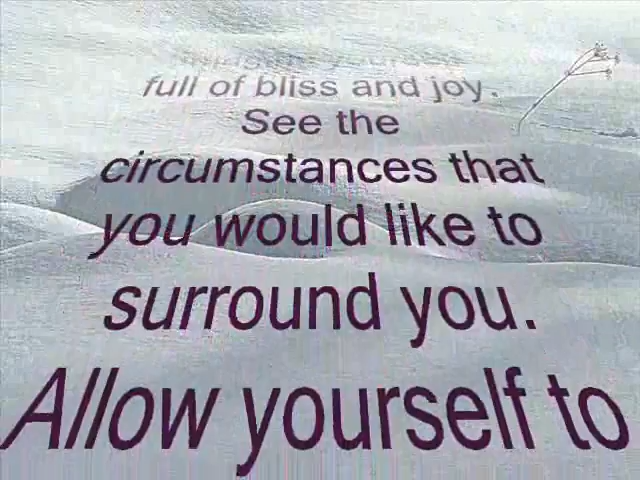 full of bliss and joy.
See the
circumstances that
you would like to
surround you.
Allow yourself to